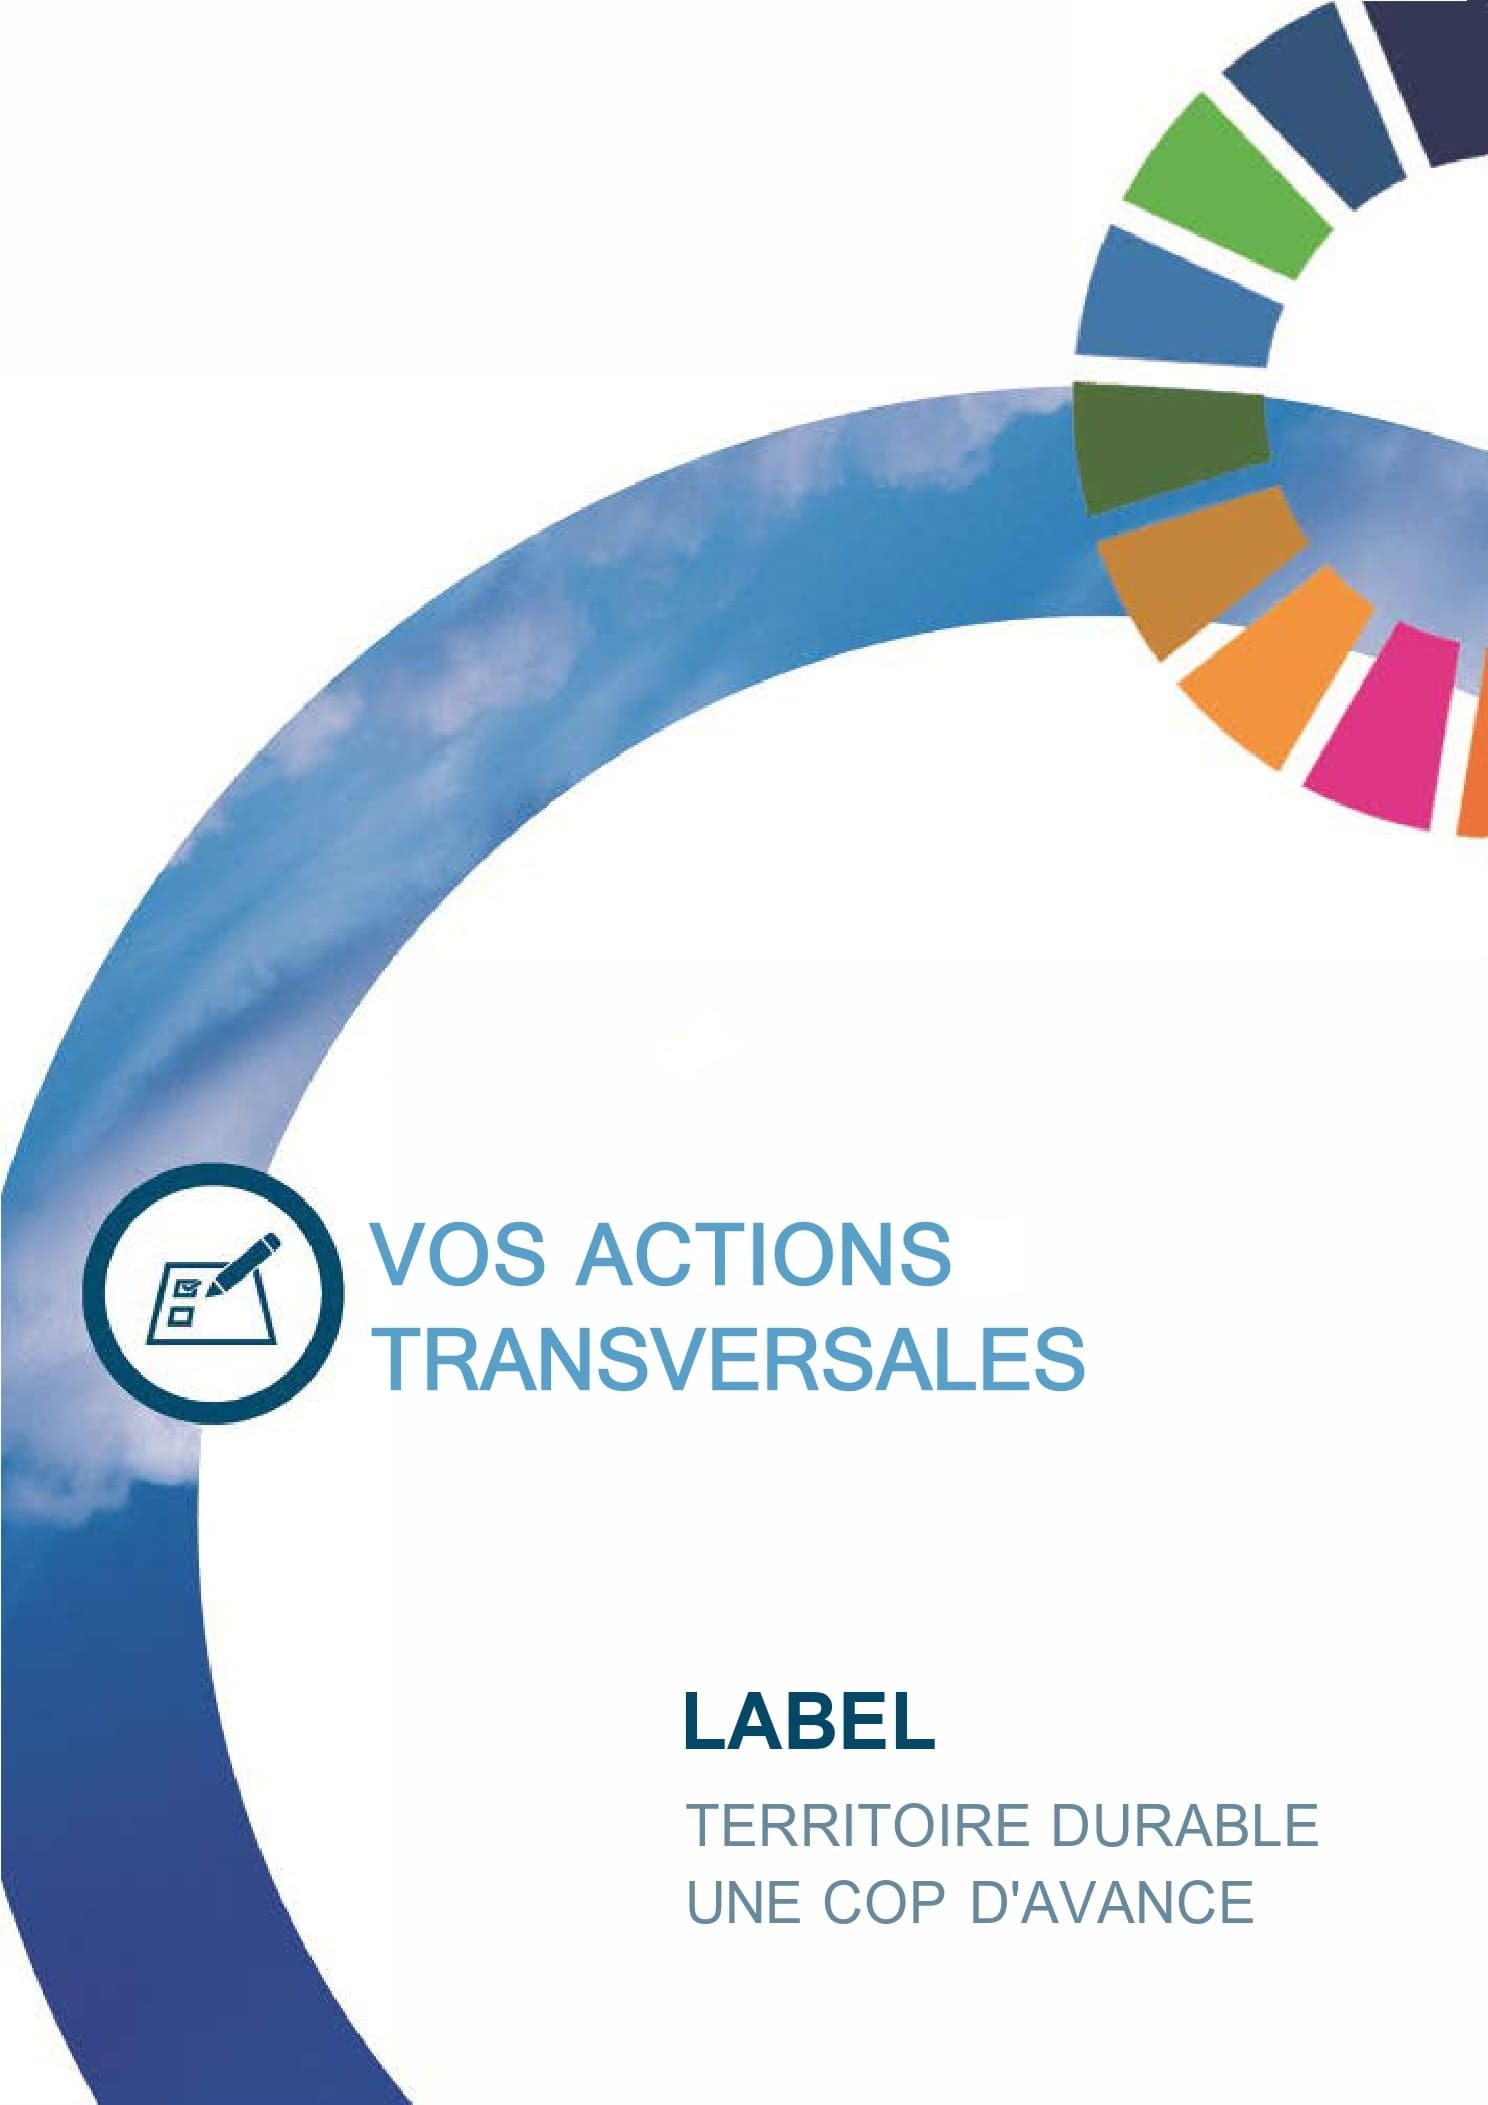 VOS ACTIONS
TRANSVERSALES
LABEL
TERRITOIRE DURABLE
UNE COP D'AVANCE